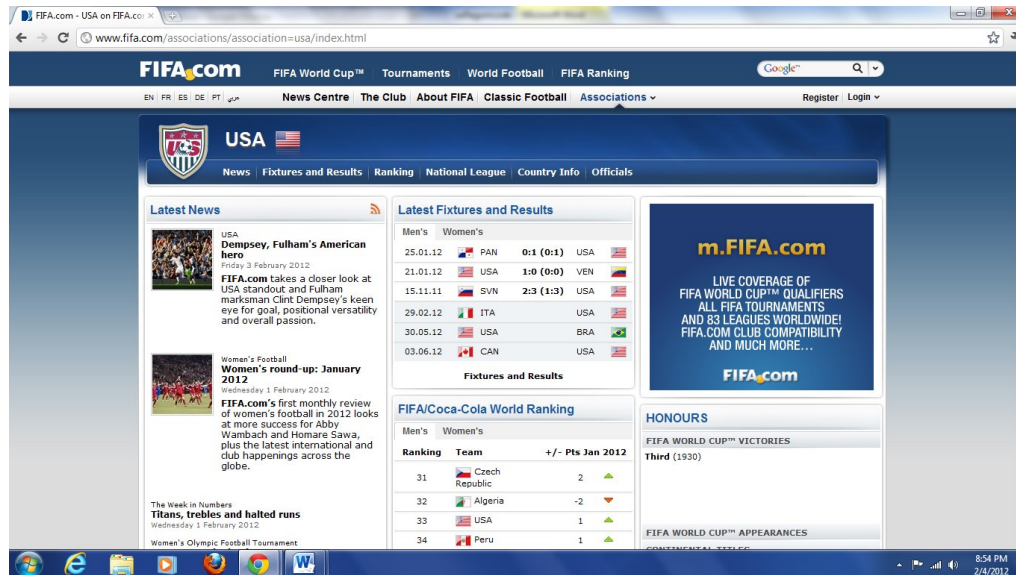 FIFA.com - USA on FIFA.co
www.fifa.com/associations/association=usa/index.html
FIFA.com
FIFA World Cup™ Tournaments World Football FIFA Ranking
Google™
EN FR ES DE PT عربي
News Centre The Club About FIFA Classic Football Associations
Register Login
USA
News Fixtures and Results Ranking National League Country Info Officials
Latest News
USA
Dempsey, Fulham's American
hero
Friday 3 February 2012
FIFA.com takes a closer look at
USA standout and Fulham
marksman Clint Dempsey's keen
eye for goal, positional versatility
and overall passion.
Women's Football
Women's round-up: January
2012
Wednesday 1 February 2012
FIFA.com's first monthly review
of women's football in 2012 looks
at more success for Abby
Wambach and Homare Sawa,
plus the latest international and
club happenings across the
globe.
The Week in Numbers
Titans, trebles and halted runs
Wednesday 1 February 2012
Women's Olympic Football Tournament
Latest Fixtures and Results
Men's Women's
25.01.12 PAN 0:1 (0:1) USA
21.01.12 USA 1:0 (0:0) VEN
15.11.11 SVN 2:3 (1:3) USA
29.02.12 ITA USA
30.05.12 USA BRA
03.06.12 CAN USA
Fixtures and Results
FIFA/Coca-Cola World Ranking
Men's Women's
Ranking Team +/- Pts Jan 2012
31 Czech Republic 2
32 Algeria -2
33 USA 1
34 Peru 1
m.FIFA.com
LIVE COVERAGE OF
FIFA WORLD CUP™ QUALIFIERS
ALL FIFA TOURNAMENTS
AND 83 LEAGUES WORLDWIDE!
FIFA.COM CLUB COMPATIBILITY
AND MUCH MORE...
FIFA.com
HONOURS
FIFA WORLD CUP™ VICTORIES
Third (1930)
FIFA WORLD CUP™ APPEARANCES
CONTINENTAL TITLES
8:54 PM
2/4/2012